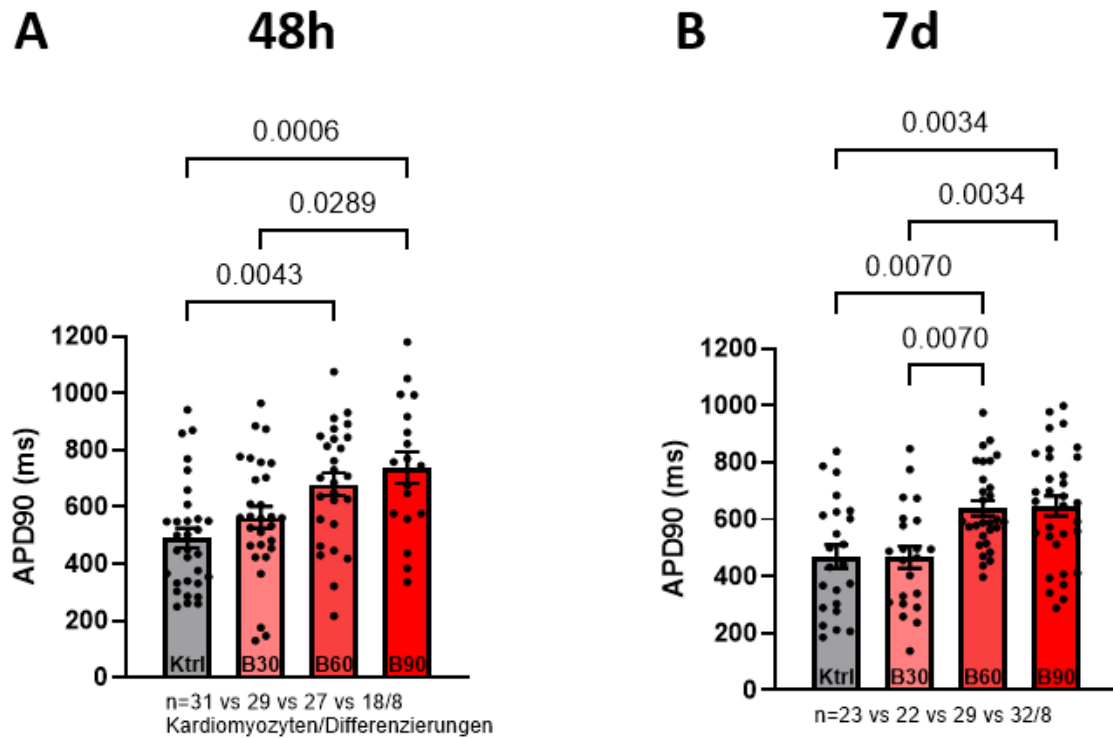 A 48h
0.0006
0.0289
0.0043
APD90 (ms)
1200
1000
800
600
400
200
0
Ktrl B30 B60 B90
n=31 vs 29 vs 27 vs 18/8
Kardiomyozyten/Differenzierungen
B 7d
0.0034
0.0034
0.0070
0.0070
APD90 (ms)
1200
1000
800
600
400
200
0
Ktrl B30 B60 B90
n=23 vs 22 vs 29 vs 32/8